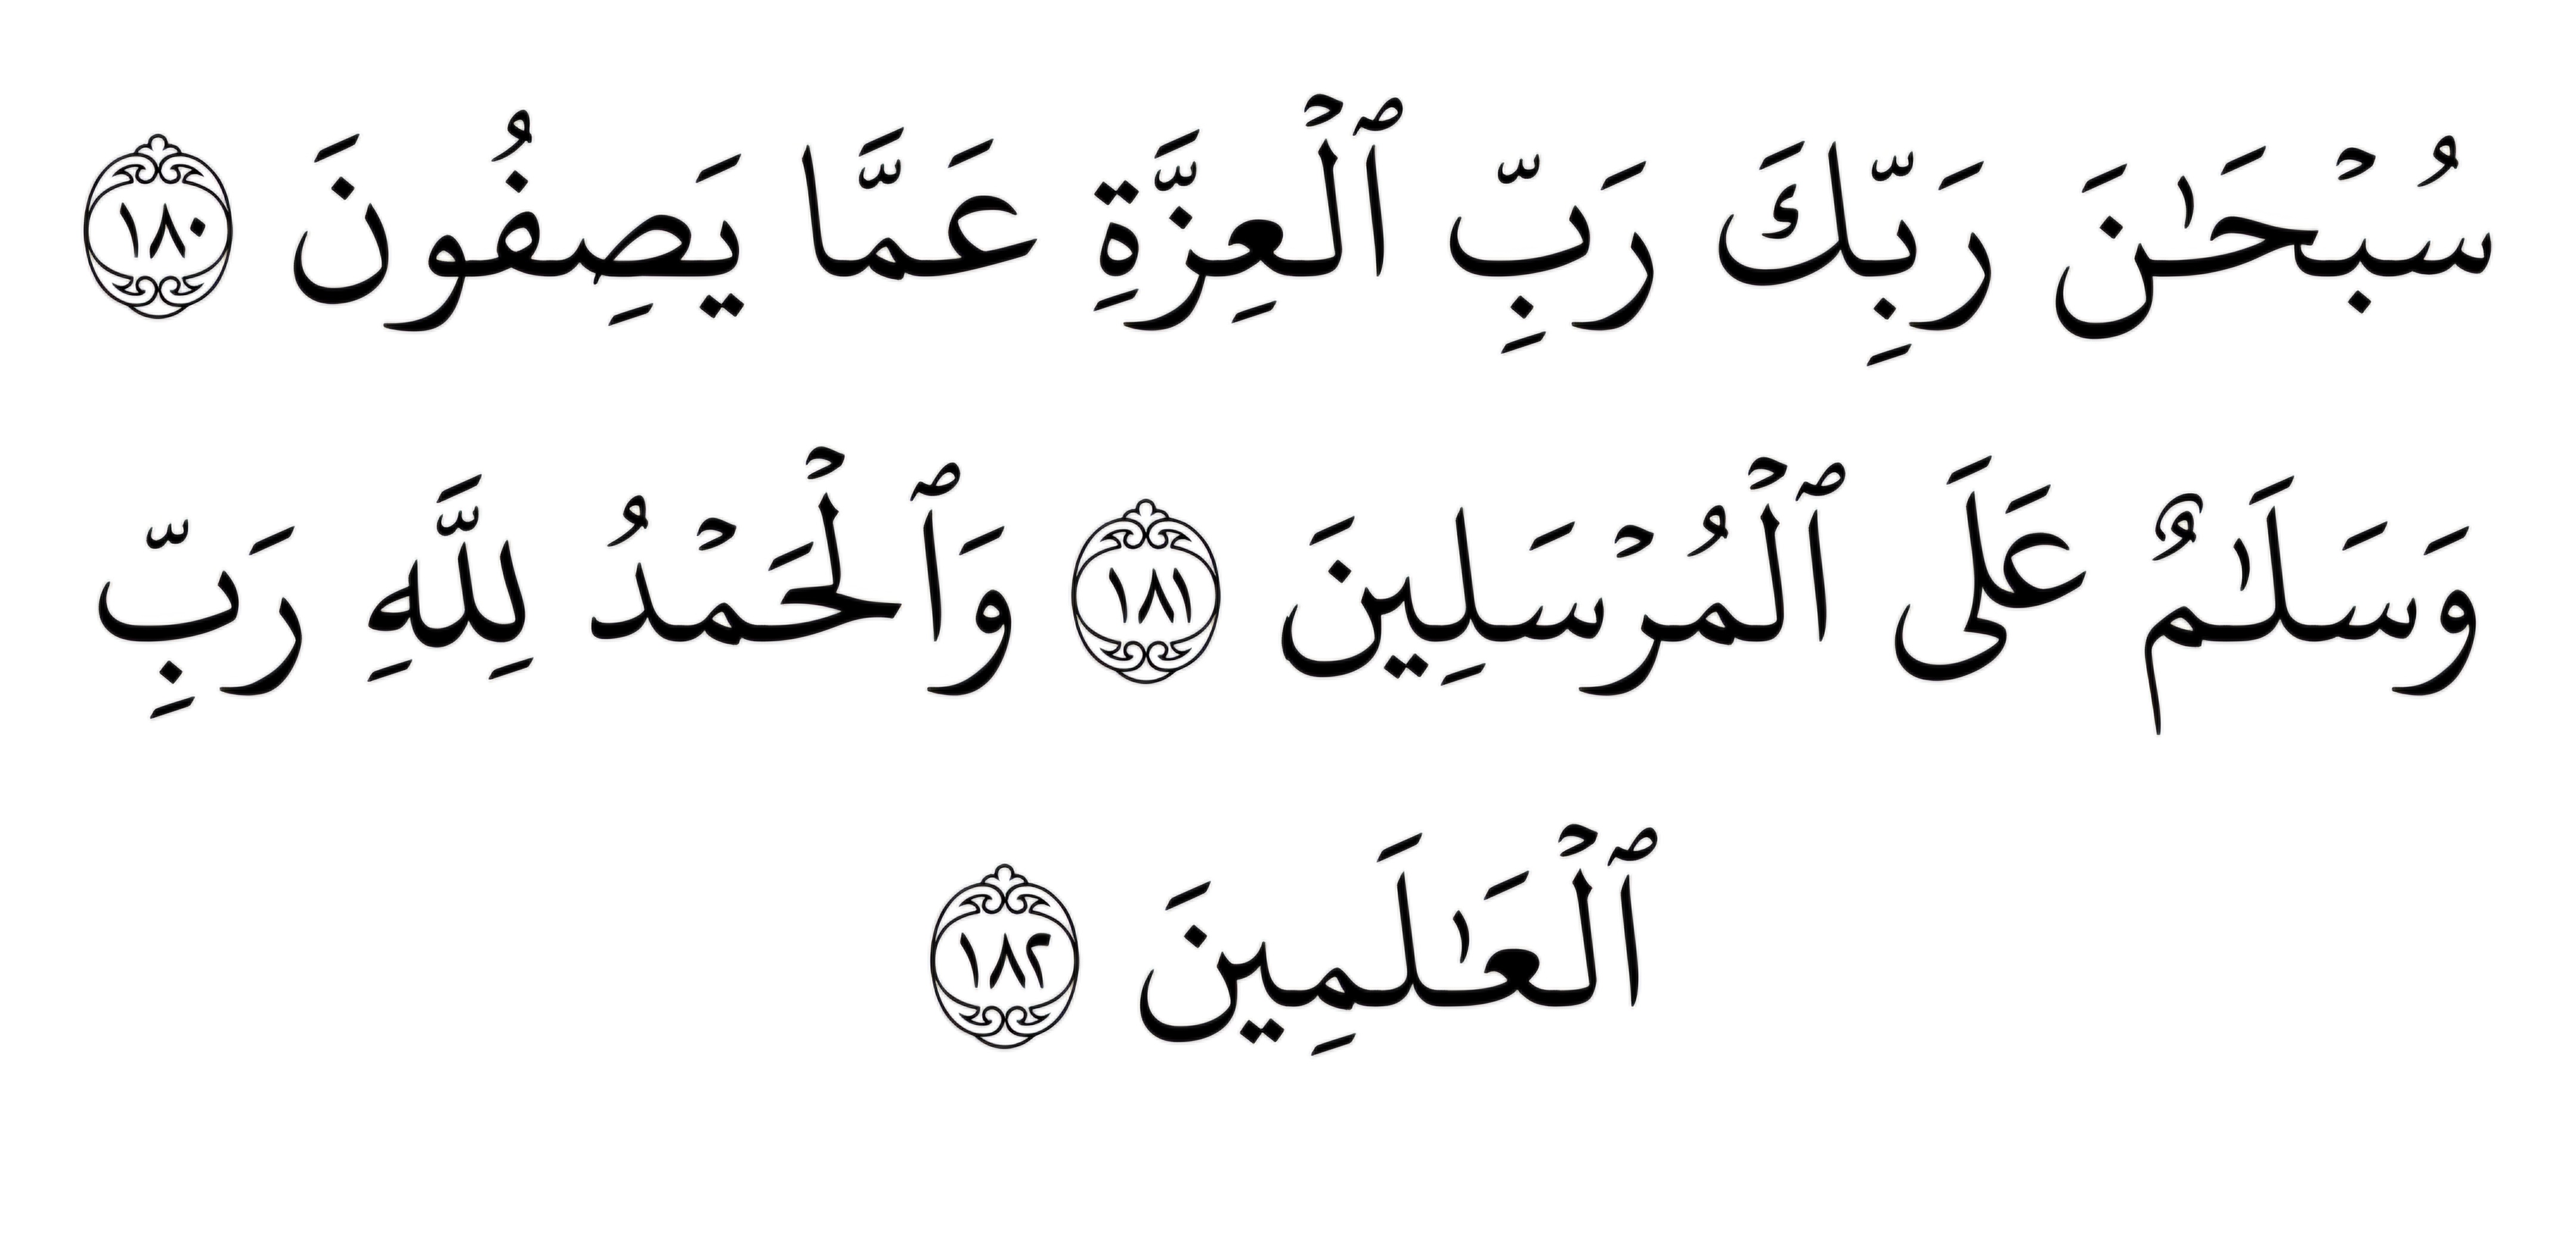 سُبْحَـٰنَ رَبِّكَ رَبِّ ٱلْعِزَّةِ عَمَّا يَصِفُونَ ١٨٠
وَسَلَـٰمٌ عَلَى ٱلْمُرْسَلِينَ ١٨١ وَٱلْحَمْدُ لِلَّهِ رَبِّ
ٱلْعَـٰلَمِينَ ١٨٢